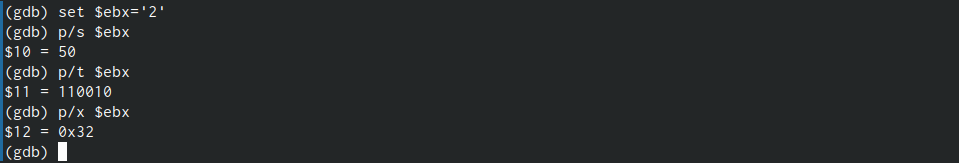 (gdb) set $ebx='2'
(gdb) p/s $ebx
$10 = 50
(gdb) p/t $ebx
$11 = 110010
(gdb) p/x $ebx
$12 = 0x32
(gdb)